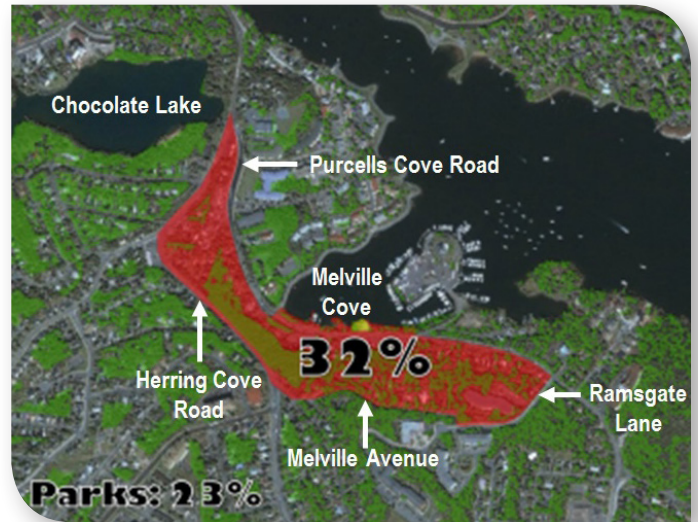 Chocolate Lake
Purcells Cove Road
Melville
Cove
32%
Herring Cove
Road
Ramsgate
Lane
Melville Avenue
Parks: 23%